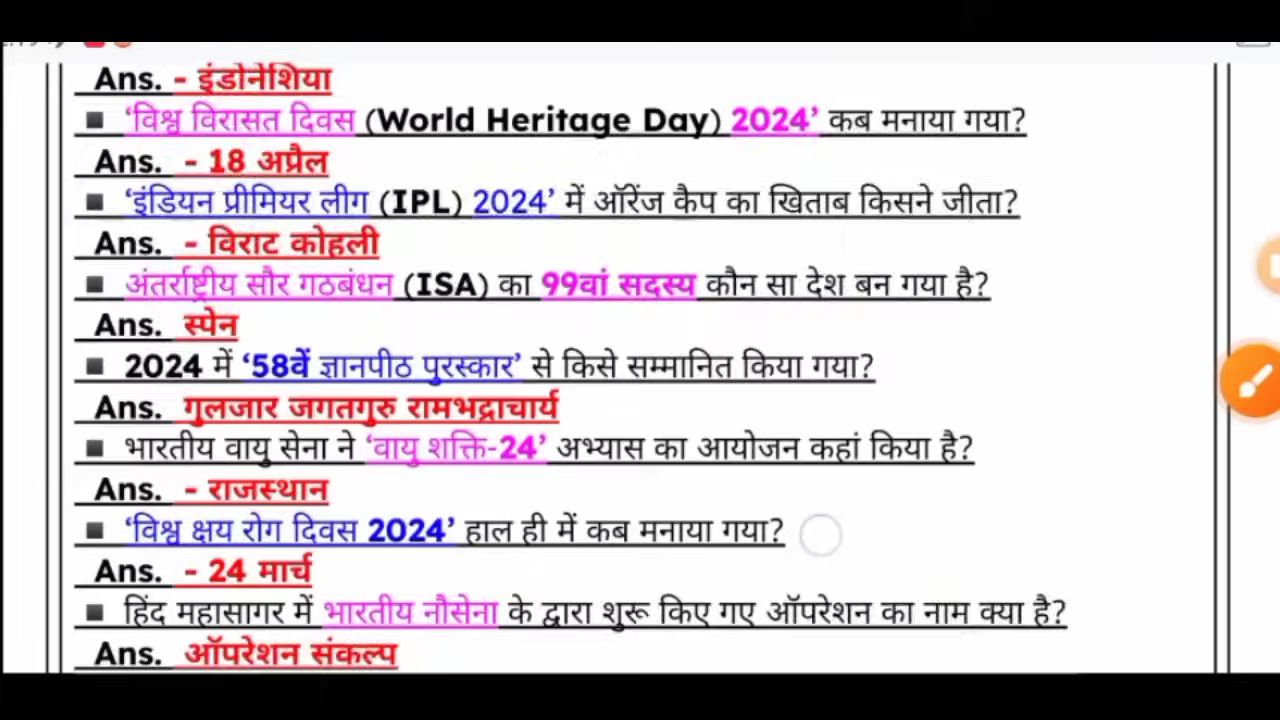 Ans. - इंडोनेशिया
▪ ‘विश्व विरासत दिवस (World Heritage Day) 2024’ कब मनाया गया?
Ans. - 18 अप्रैल
▪ ‘इंडियन प्रीमियर लीग (IPL) 2024’ में ऑरेंज कैप का खिताब किसने जीता?
Ans. - विराट कोहली
▪ अंतर्राष्ट्रीय सौर गठबंधन (ISA) का 99वां सदस्य कौन सा देश बन गया है?
Ans. स्पेन
▪ 2024 में ‘58वें ज्ञानपीठ पुरस्कार’ से किसे सम्मानित किया गया?
Ans. गुलजार जगतगुरु रामभद्राचार्य
▪ भारतीय वायु सेना ने ‘वायु शक्ति-24’ अभ्यास का आयोजन कहां किया है?
Ans. - राजस्थान
▪ ‘विश्व क्षय रोग दिवस 2024’ हाल ही में कब मनाया गया?
Ans. - 24 मार्च
▪ हिंद महासागर में भारतीय नौसेना के द्वारा शुरू किए गए ऑपरेशन का नाम क्या है?
Ans. ऑपरेशन संकल्प